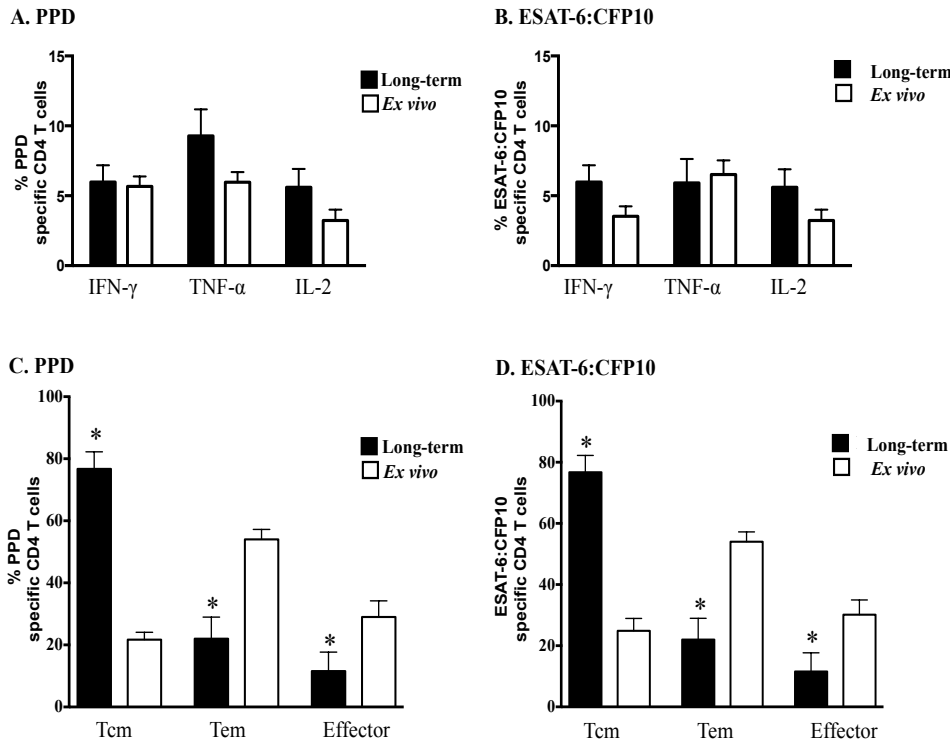 A. PPD
15
10
5
0
% PPD
specific CD4 T cells
Long-term
Ex vivo
IFN-γ TNF-α IL-2
B. ESAT-6:CFP10
15
10
5
0
% ESAT-6:CFP10
specific CD4 T cells
Long-term
Ex vivo
IFN-γ TNF-α IL-2
C. PPD
100
80
60
40
20
0
% PPD
specific CD4 T cells
Long-term
Ex vivo
*
*
*
Tcm Tem Effector
D. ESAT-6:CFP10
100
80
60
40
20
0
ESAT-6:CFP10
specific CD4 T cells
Long-term
Ex vivo
*
*
*
Tcm Tem Effector